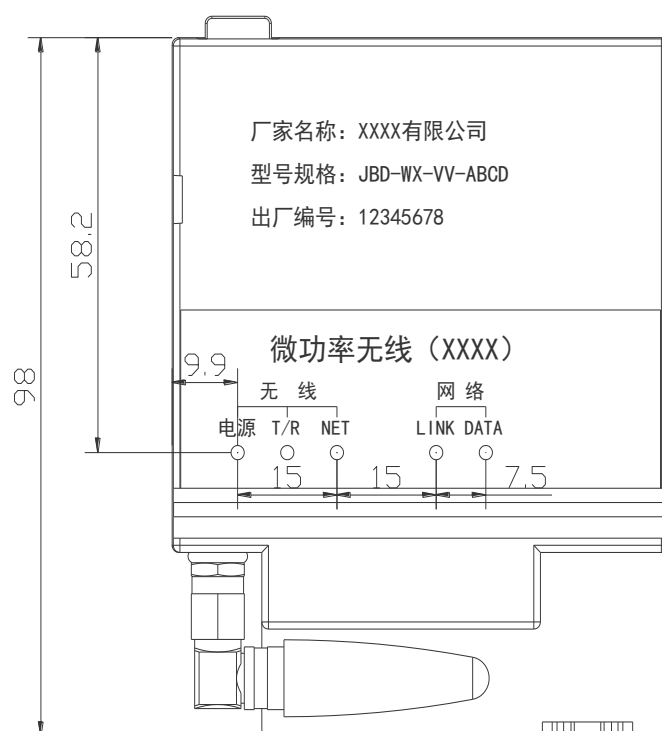 厂家名称：XXXX有限公司
型号规格：JBD-WX-VV-ABCD
出厂编号：12345678
58.2
98
微功率无线（XXXX）
9.9
无 线 网 络
电源 T/R NET LINK DATA
15 15 7.5